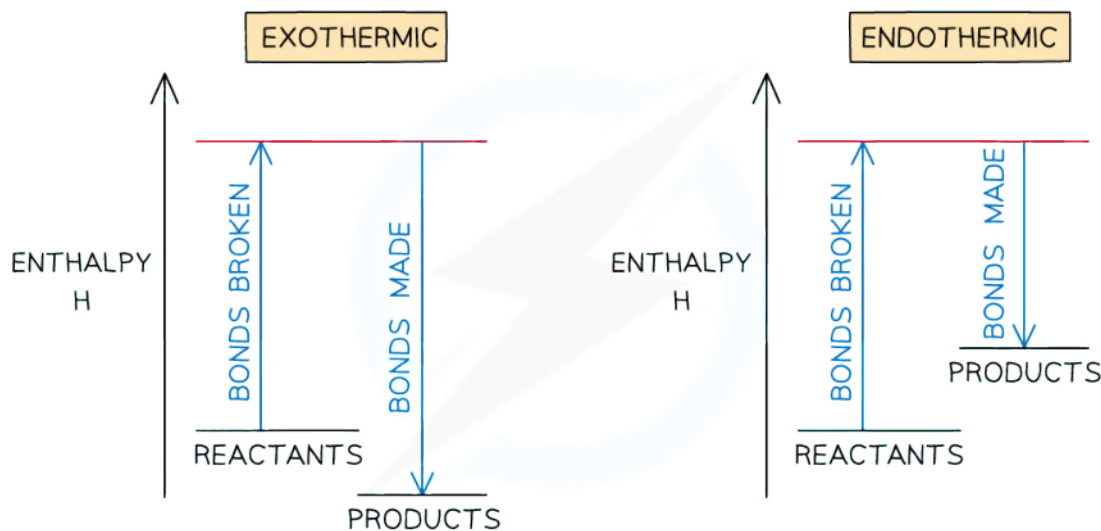 EXOTHERMIC
ENTHALPY
H
BONDS BROKEN
BONDS MADE
REACTANTS
PRODUCTS
ENDOTHERMIC
ENTHALPY
H
BONDS BROKEN
BONDS MADE
PRODUCTS
REACTANTS